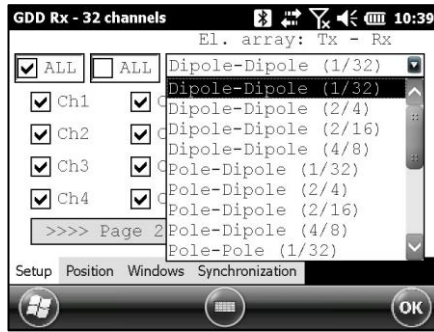 GDD Rx - 32 channels 10:39
El. array: Tx - Rx
ALL ALL Dipole-Dipole (1/32)
Dipole-Dipole (1/32)
Ch1 Dipole-Dipole (2/4)
Dipole-Dipole (2/16)
Ch2 Dipole-Dipole (4/8)
Pole-Dipole (1/32)
Ch3 Pole-Dipole (2/4)
Pole-Dipole (2/16)
Ch4 Pole-Dipole (4/8)
>>>> Page 2 Pole-Pole (1/32)
Setup Position Windows Synchronization
OK